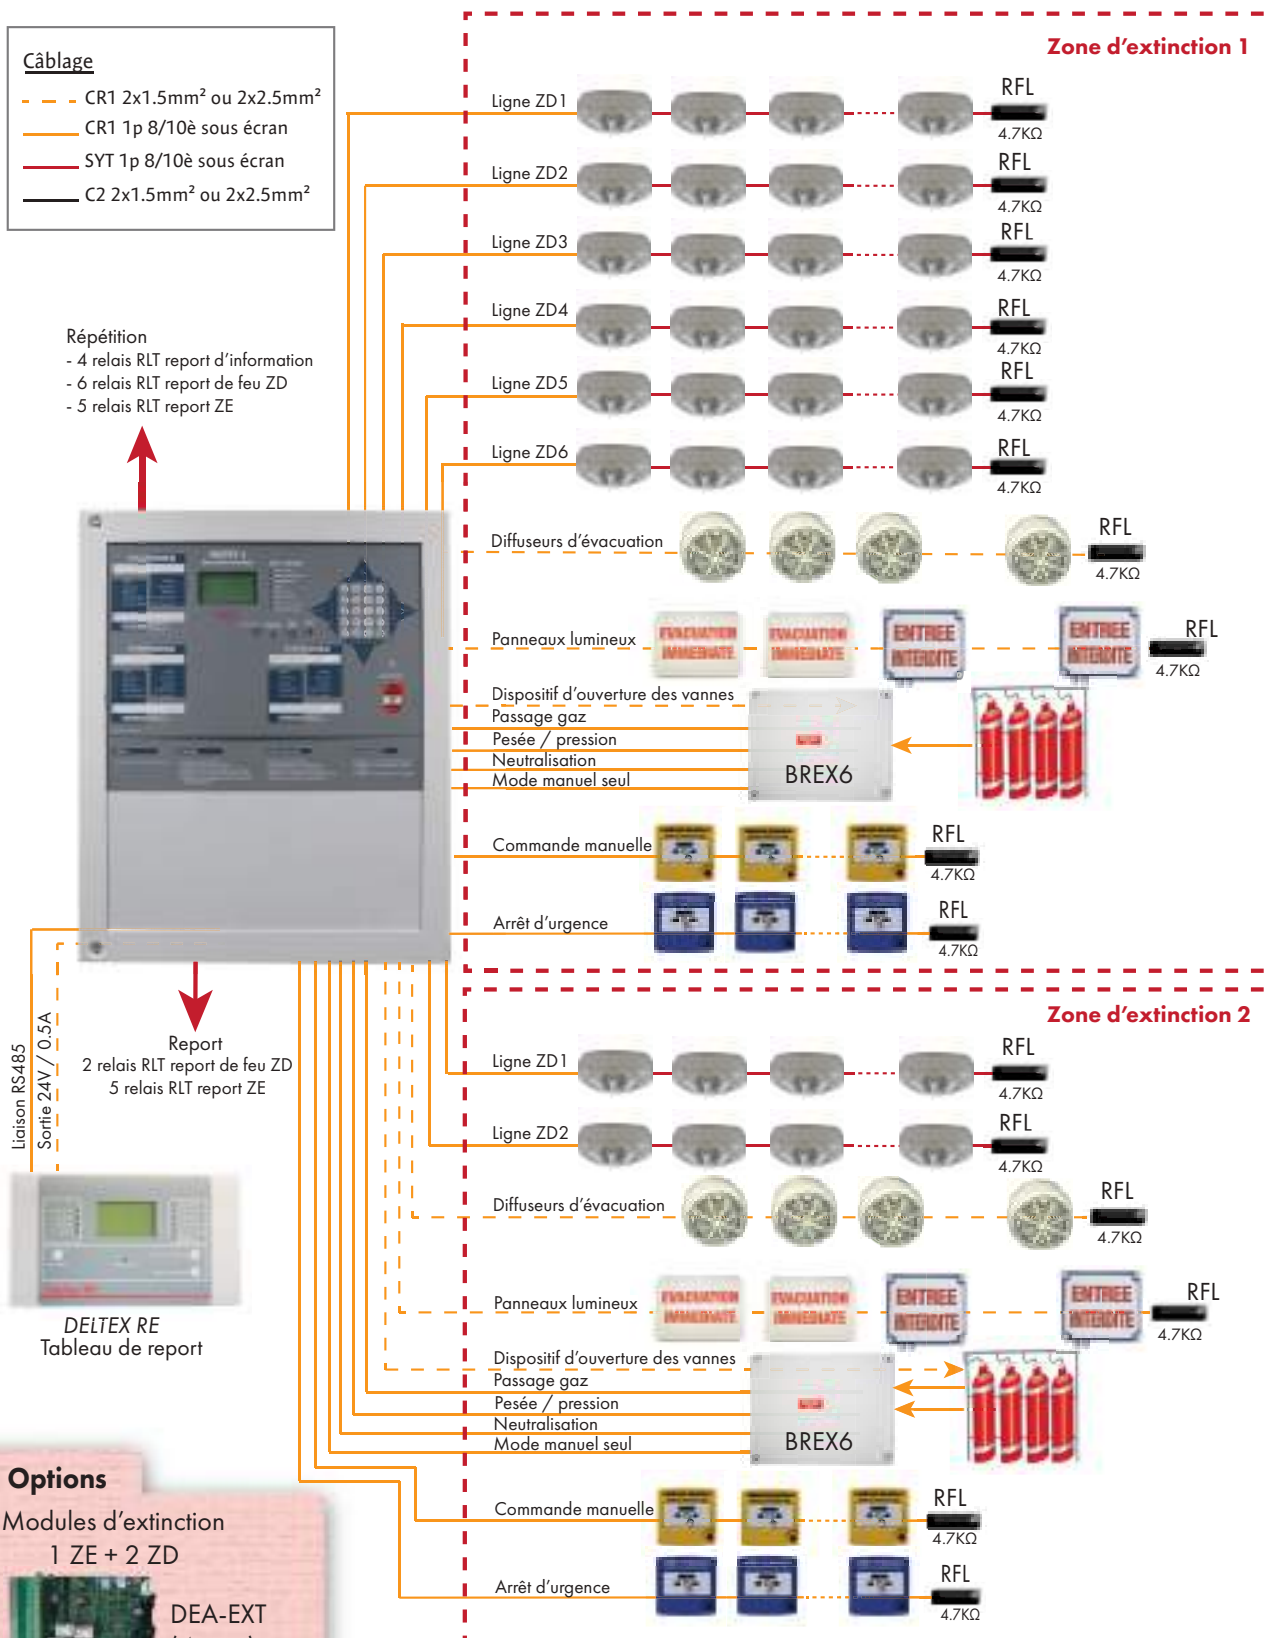 Câblage
CR1 2x1.5mm² ou 2x2.5mm²
CR1 1p 8/10è sous écran
SYT 1p 8/10è sous écran
C2 2x1.5mm² ou 2x2.5mm²
Répétition
- 4 relais RLT report d'information
- 6 relais RLT report de feu ZD
- 5 relais RLT report ZE
Zone d'extinction 1
Ligne ZD1
RFL
4.7KΩ
Ligne ZD2
RFL
4.7KΩ
Ligne ZD3
RFL
4.7KΩ
Ligne ZD4
RFL
4.7KΩ
Ligne ZD5
RFL
4.7KΩ
Ligne ZD6
RFL
4.7KΩ
Diffuseurs d'évacuation
RFL
4.7KΩ
Panneaux lumineux
EVACUATION
IMMEDIATE
EVACUATION
IMMEDIATE
ENTREE
INTERDITE
ENTREE
INTERDITE
RFL
4.7KΩ
Dispositif d'ouverture des vannes
Passage gaz
Pesée / pression
Neutralisation
Mode manuel seul
BREX6
Commande manuelle
RFL
4.7KΩ
Arrêt d'urgence
RFL
4.7KΩ
Liaison RS485
Sortie 24V / 0.5A
Report
2 relais RLT report de feu ZD
5 relais RLT report ZE
DELTEX RE
Tableau de report
Zone d'extinction 2
Ligne ZD1
RFL
4.7KΩ
Ligne ZD2
RFL
4.7KΩ
Diffuseurs d'évacuation
RFL
4.7KΩ
Panneaux lumineux
EVACUATION
IMMEDIATE
EVACUATION
IMMEDIATE
ENTREE
INTERDITE
ENTREE
INTERDITE
RFL
4.7KΩ
Dispositif d'ouverture des vannes
Passage gaz
Pesée / pression
Neutralisation
Mode manuel seul
BREX6
Commande manuelle
RFL
4.7KΩ
Arrêt d'urgence
RFL
4.7KΩ
Options
Modules d'extinction
1 ZE + 2 ZD
DEA-EXT